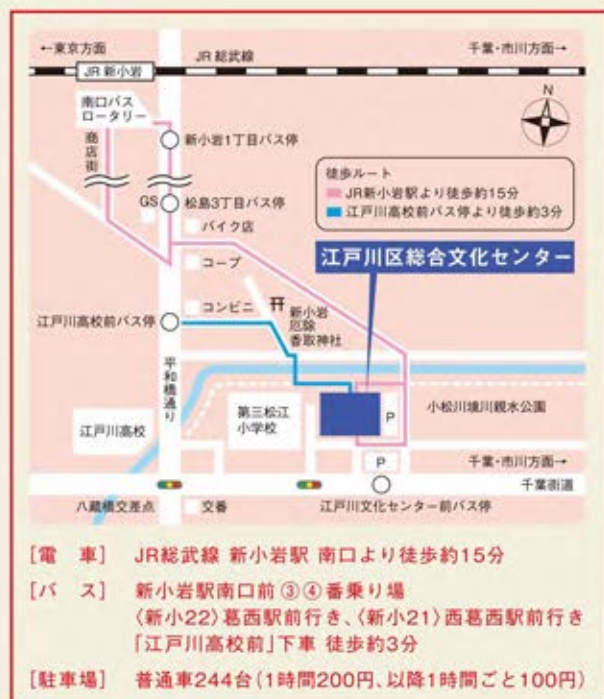 ←東京方面
JR 総武線
千葉・市川方面→
JR 新小岩
南口バス
ロータリー
N
新小岩1丁目バス停
商店街
徒歩ルート
JR新小岩駅より徒歩約15分
江戸川高校前バス停より徒歩約3分
GS
松島3丁目バス停
バイク店
江戸川区総合文化センター
コープ
コンビニ
新小岩
厄除
香取神社
江戸川高校前バス停
平和橋通り
第三松江
小学校
P
小松川境川親水公園
江戸川高校
P
千葉・市川方面→
千葉街道
八蔵橋交差点
交番
江戸川文化センター前バス停
[電 車] JR総武線 新小岩駅 南口より徒歩約15分
[バ ス] 新小岩駅南口前 ③④番乗り場
〈新小22〉葛西駅前行き、〈新小21〉西葛西駅前行き
「江戸川高校前」下車 徒歩約3分
[駐車場] 普通車244台(1時間200円、以降1時間ごと100円)